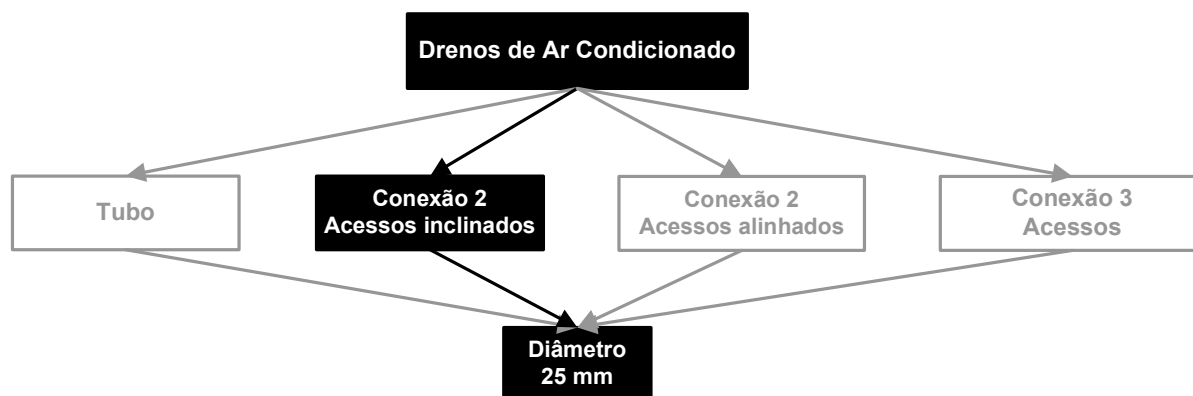 Drenos de Ar Condicionado
Tubo
Conexão 2
Acessos inclinados
Conexão 2
Acessos alinhados
Conexão 3
Acessos
Diâmetro
25 mm